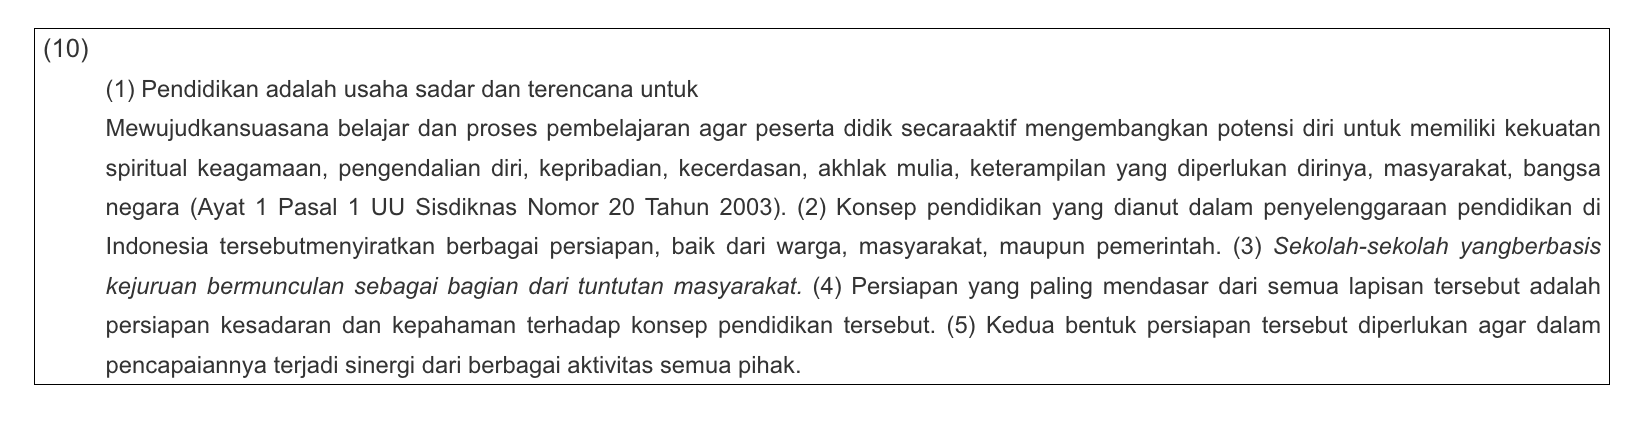 (10)
(1) Pendidikan adalah usaha sadar dan terencana untuk
Mewujudkansuasana belajar dan proses pembelajaran agar peserta didik secaraaktif mengembangkan potensi diri untuk memiliki kekuatan
spiritual keagamaan, pengendalian diri, kepribadian, kecerdasan, akhlak mulia, keterampilan yang diperlukan dirinya, masyarakat, bangsa
negara (Ayat 1 Pasal 1 UU Sisdiknas Nomor 20 Tahun 2003). (2) Konsep pendidikan yang dianut dalam penyelenggaraan pendidikan di
Indonesia tersebutmenyiratkan berbagai persiapan, baik dari warga, masyarakat, maupun pemerintah. (3) Sekolah-sekolah yangberbasis
kejuruan bermunculan sebagai bagian dari tuntutan masyarakat. (4) Persiapan yang paling mendasar dari semua lapisan tersebut adalah
persiapan kesadaran dan kepahaman terhadap konsep pendidikan tersebut. (5) Kedua bentuk persiapan tersebut diperlukan agar dalam
pencapaiannya terjadi sinergi dari berbagai aktivitas semua pihak.